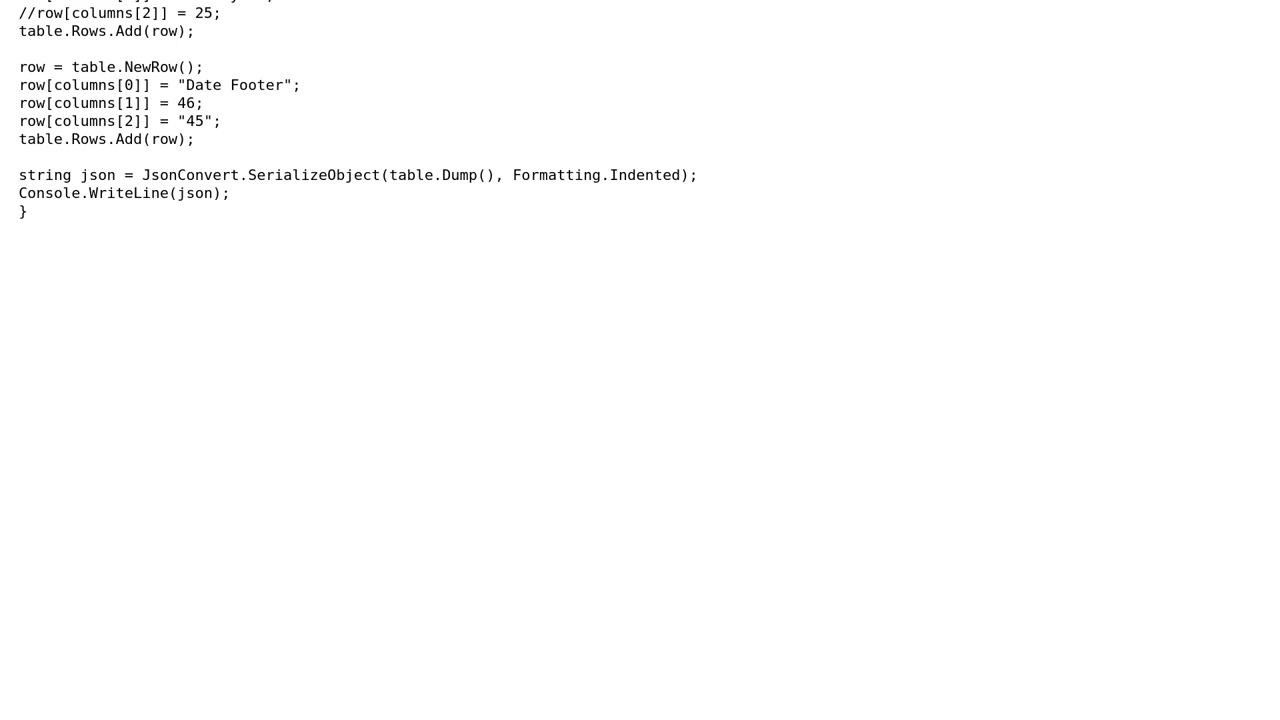 //row[columns[2]] = 25;
table.Rows.Add(row);

row = table.NewRow();
row[columns[0]] = "Date Footer";
row[columns[1]] = 46;
row[columns[2]] = "45";
table.Rows.Add(row);

string json = JsonConvert.SerializeObject(table.Dump(), Formatting.Indented);
Console.WriteLine(json);
}